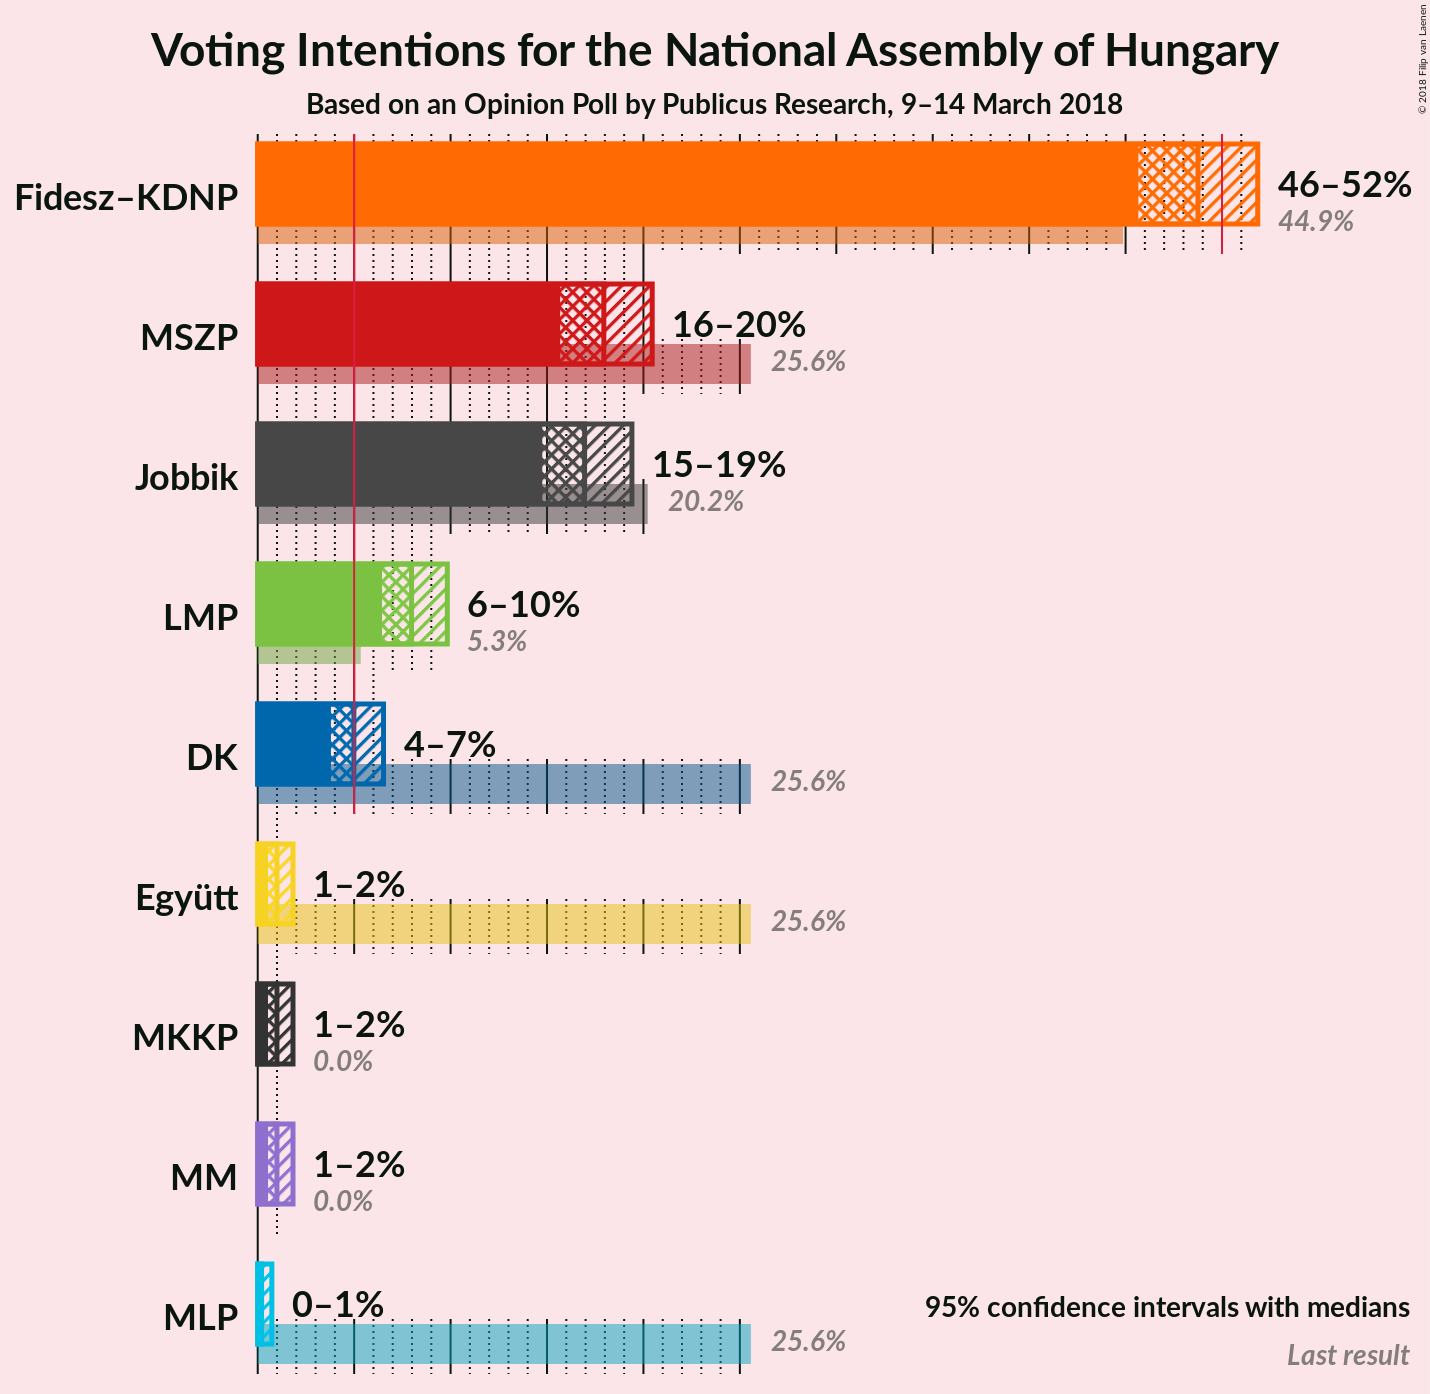 Voting Intentions for the National Assembly of Hungary
Based on an Opinion Poll by Publicus Research, 9–14 March 2018
© 2018 Filip van Laenen
Fidesz–KDNP
46–52%
44.9%
MSZP
16–20%
25.6%
Jobbik
15–19%
20.2%
LMP
6–10%
5.3%
DK
4–7%
25.6%
Együtt
1–2%
25.6%
MKKP
1–2%
0.0%
MM
1–2%
0.0%
MLP
0–1%
25.6%
95% confidence intervals with medians
Last result